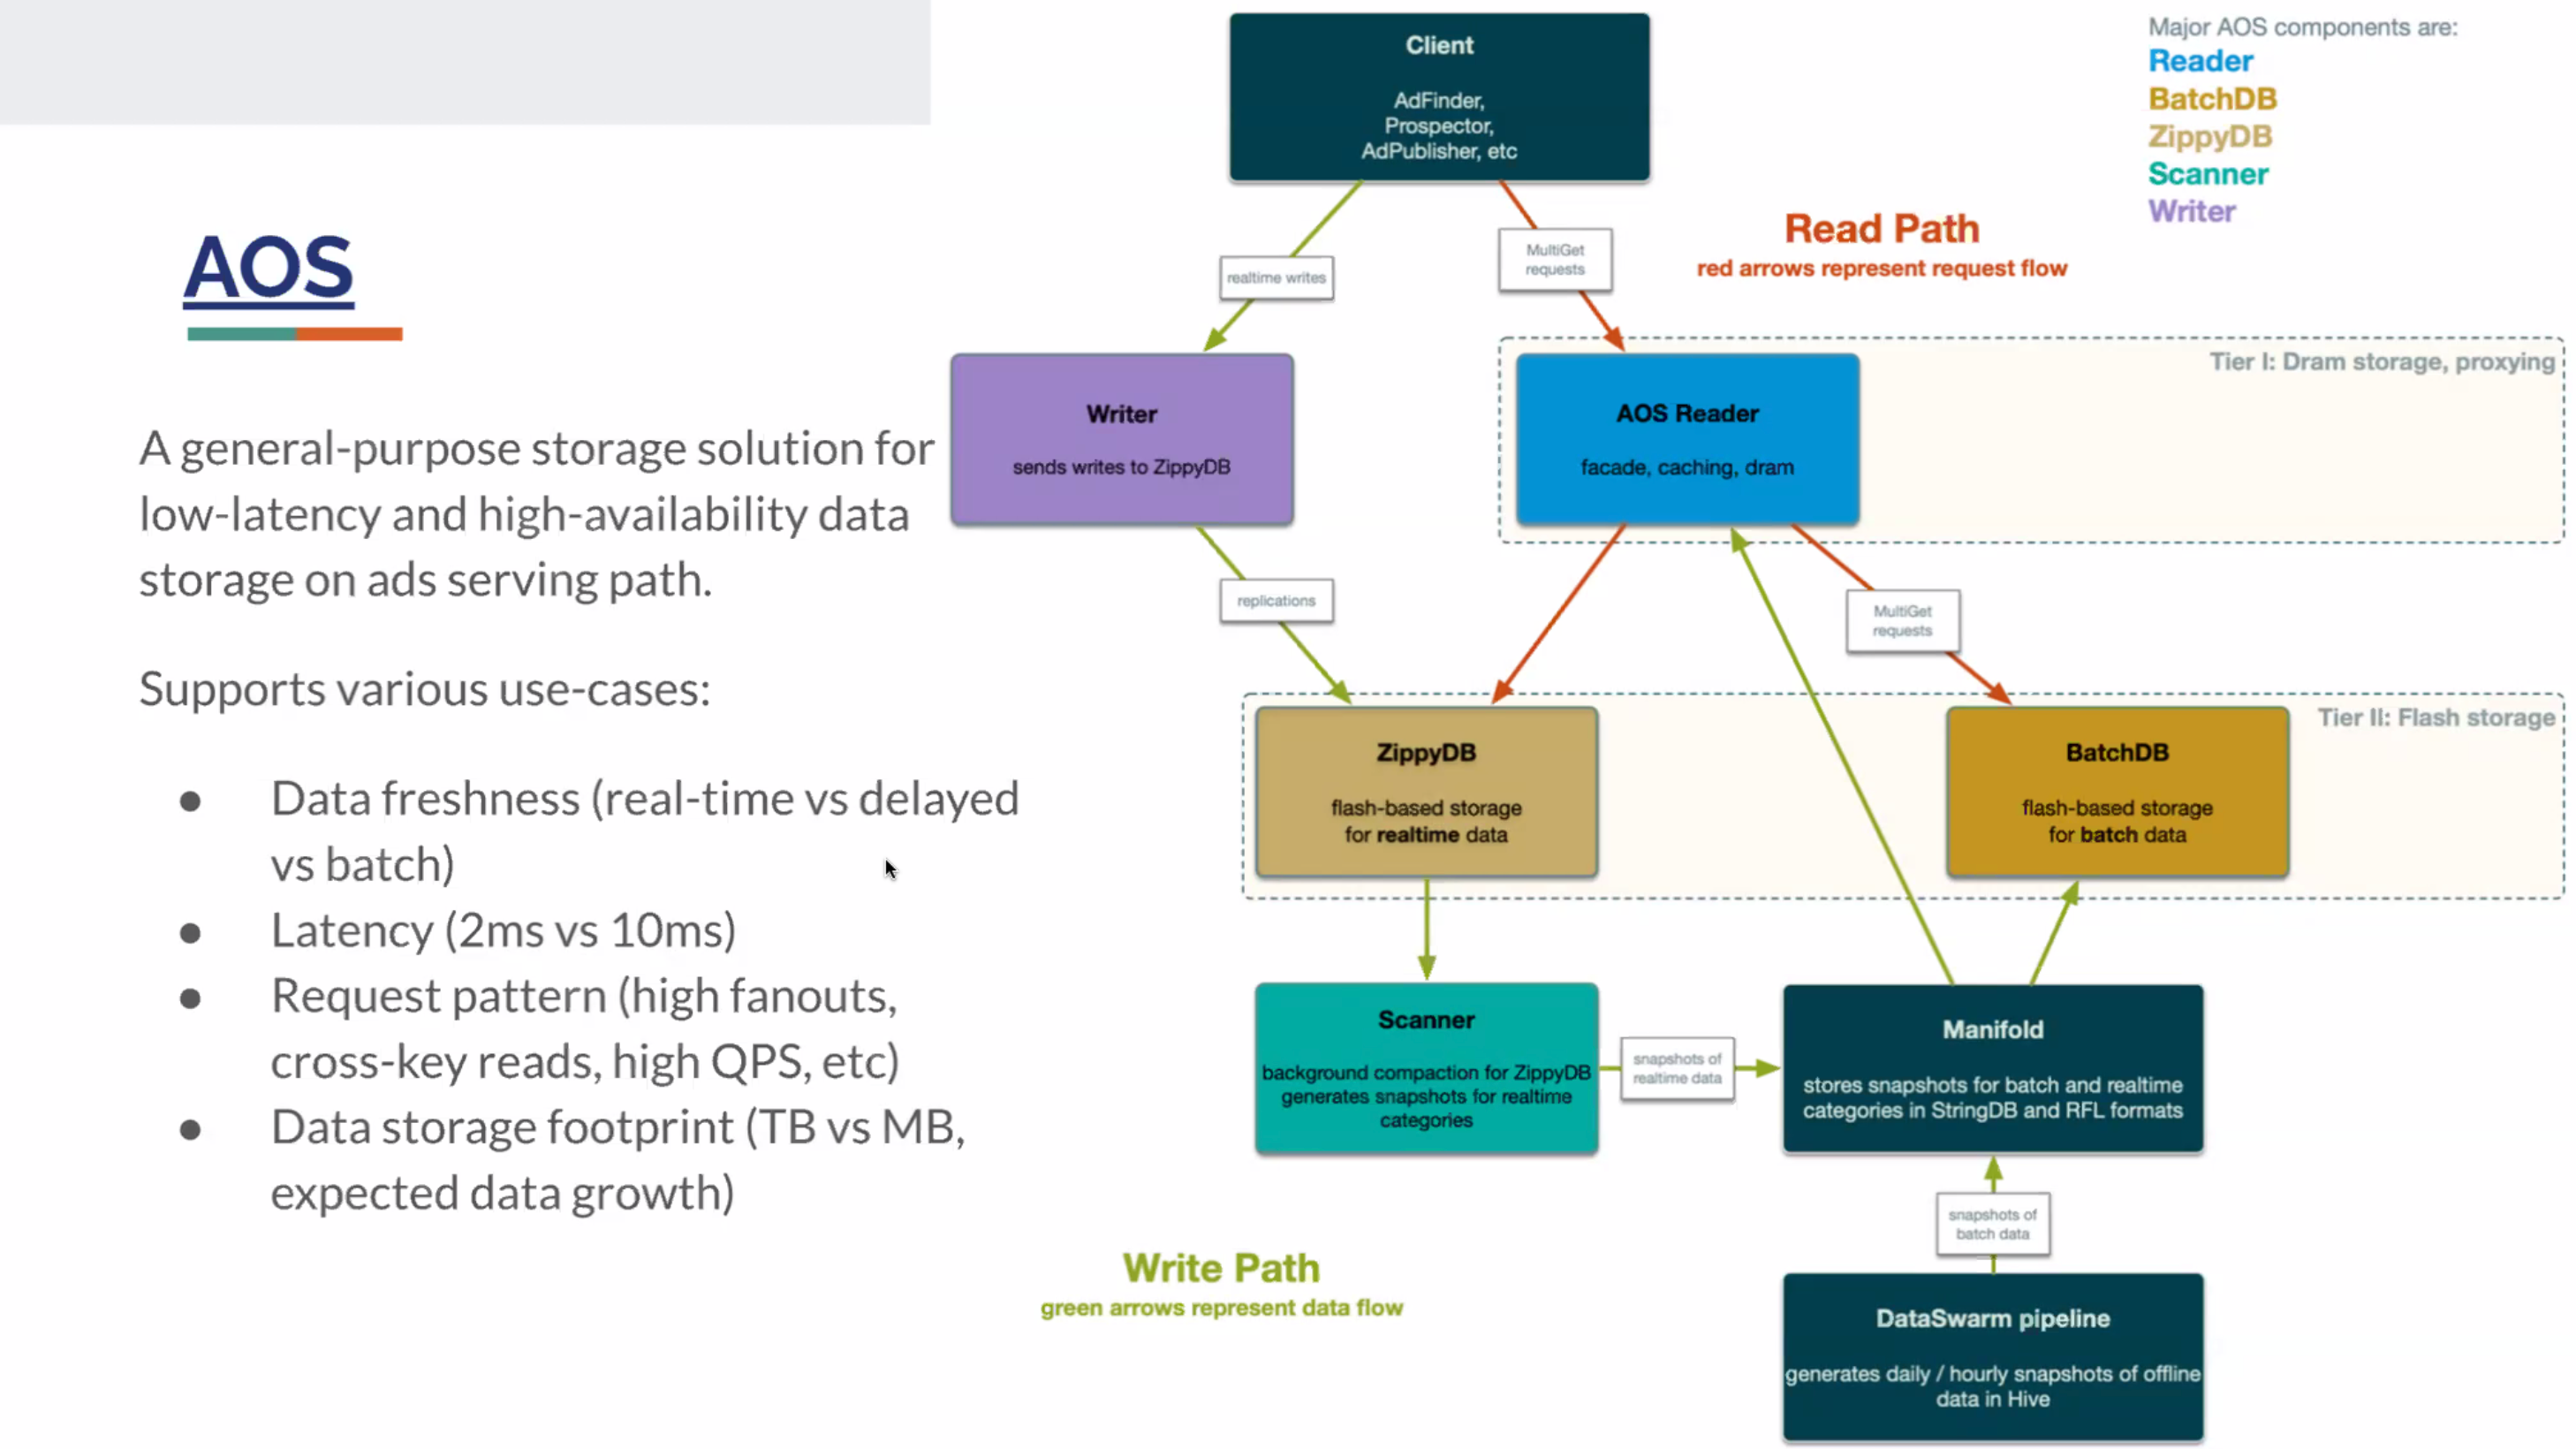 AOS
A general-purpose storage solution for
low-latency and high-availability data
storage on ads serving path.
Supports various use-cases:
● Data freshness (real-time vs delayed
vs batch)
● Latency (2ms vs 10ms)
● Request pattern (high fanouts,
cross-key reads, high QPS, etc)
● Data storage footprint (TB vs MB,
expected data growth)
Client
AdFinder,
Prospector,
AdPublisher, etc
Major AOS components are:
Reader
BatchDB
ZippyDB
Scanner
Writer
realtime writes
MultiGet
requests
Read Path
red arrows represent request flow
Writer
sends writes to ZippyDB
Tier I: Dram storage, proxying
AOS Reader
facade, caching, dram
replications
MultiGet
requests
Tier II: Flash storage
ZippyDB
flash-based storage
for realtime data
BatchDB
flash-based storage
for batch data
Scanner
background compaction for ZippyDB
generates snapshots for realtime
categories
snapshots of
realtime data
Manifold
stores snapshots for batch and realtime
categories in StringDB and RFL formats
snapshots of
batch data
Write Path
green arrows represent data flow
DataSwarm pipeline
generates daily / hourly snapshots of offline
data in Hive